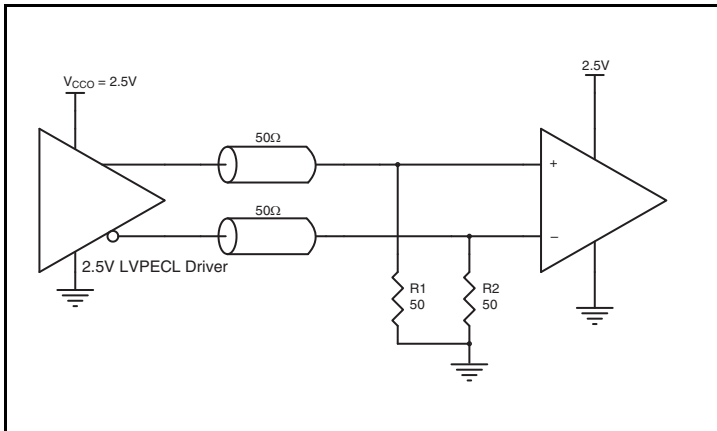 V_CCO = 2.5V
2.5V
50Ω
+
50Ω
–
2.5V LVPECL Driver
R1
50
R2
50